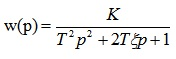 w(p) = K / (T²p² + 2Tξp + 1)